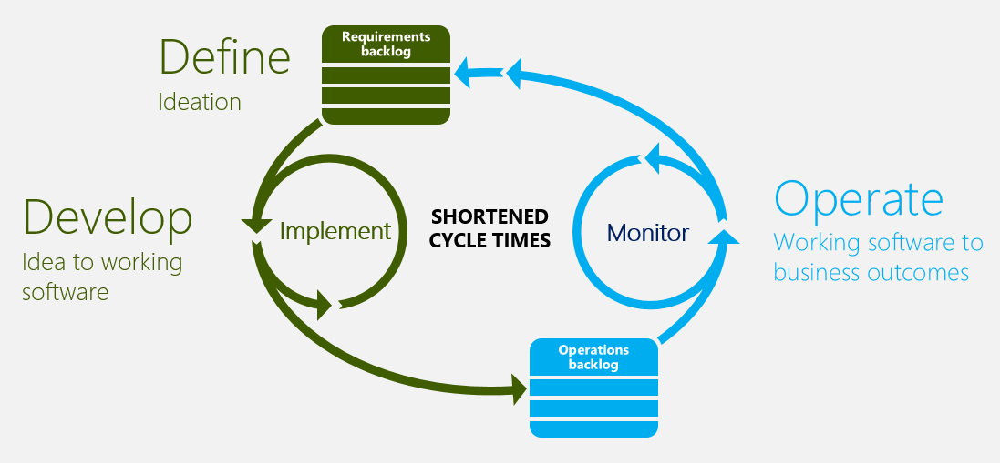 Define
Ideation
Requirements
backlog
Develop
Idea to working
software
Implement
SHORTENED
CYCLE TIMES
Monitor
Operate
Working software to
business outcomes
Operations
backlog